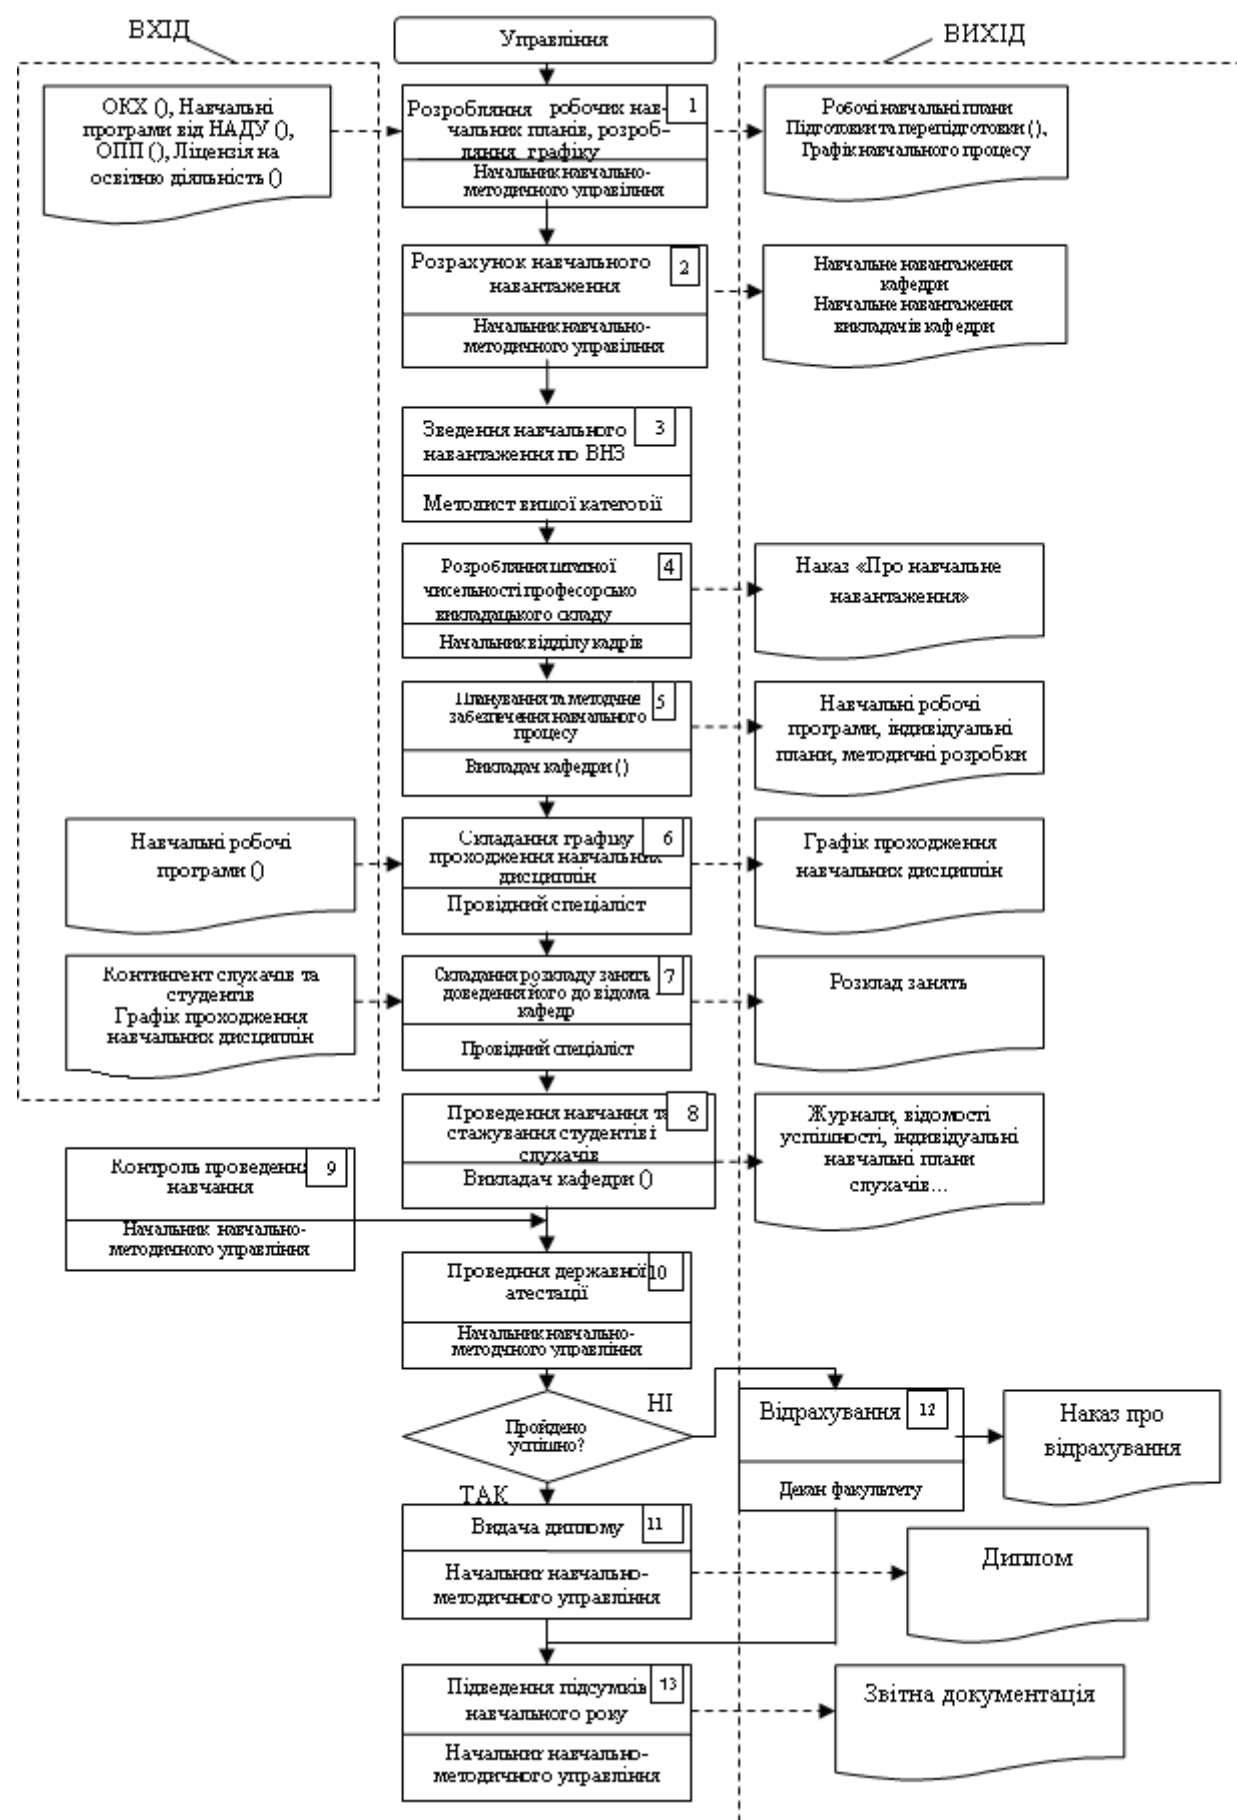 ВХІД
Управління
ВИХІД
ОКХ (), Навчальні
програми від НАДУ (),
ОПП (), Ліцензія на
освітню діяльність ()
Розробляння робочих нав-
чальних планів, розроб-
ляння графіку
1
Начальник навчально-
методичного управління
Робочі навчальні плани
Підготовки та перепідготовки (),
Графік навчального процесу
Розрахунок навчального
навантаження
2
Начальник навчально-
методичного управління
Навчальне навантаження
кафедри
Навчальне навантаження
викладачів кафедри
Зведення навчального
навантаження по ВНЗ
3
Методист вищої категорії
Розробляння штатної
чисельності професорсько
викладацького складу
4
Начальник відділу кадрів
Наказ «Про навчальне
навантаження»
Планування та методичне
забезпечення навчального
процесу
5
Викладач кафедри ()
Навчальні робочі
програми, індивідуальні
плани, методичні розробки
Навчальні робочі
програми ()
Складання графіку
проходження навчальних
дисциплін
6
Провідний спеціаліст
Графік проходження
навчальних дисциплін
Контингент слухачів та
студентів
Графік проходження
навчальних дисциплін
Складання розкладу занять
доведення його до відома
кафедр
7
Провідний спеціаліст
Розклад занять
Проведення навчання та
стажування студентів і
слухачів
8
Викладач кафедри ()
Журнали, відомості
успішності, індивідуальні
навчальні плани
слухачів...
Контроль проведення
навчання
9
Начальник навчально-
методичного управління
Проведння державної
атестації
10
Начальник навчально-
методчного управління
Пройдено
успішно?
НІ
ТАК
Відрахування
12
Декан факультету
Наказ про
відрахування
Видача диплому
11
Начальник навчально-
методичного управління
Диплом
Підведення підсумків
навчального року
13
Начальник навчально-
методичного управління
Звітна документація